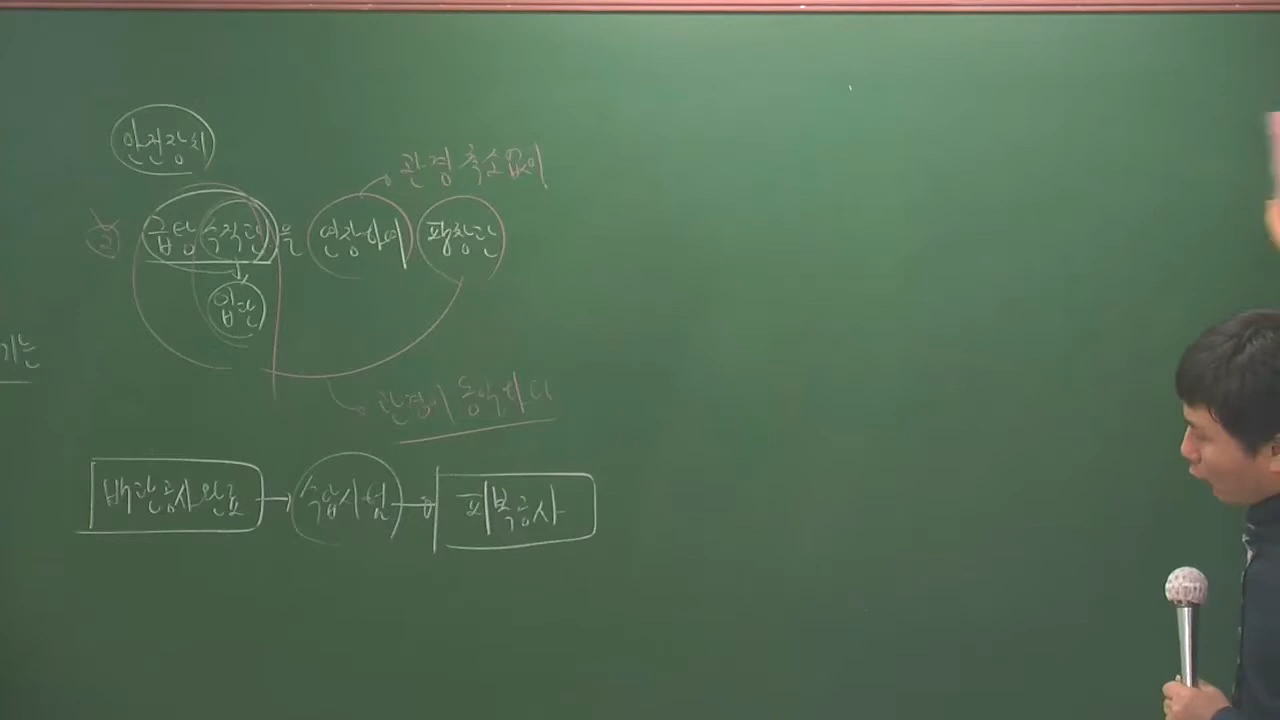 안전장치
관경 축소없이
② 급탕 수직관을 연장하여 팽창관
입관
기는
관경이 동일하다
배관공사완료 → 수압시험 → 피복공사